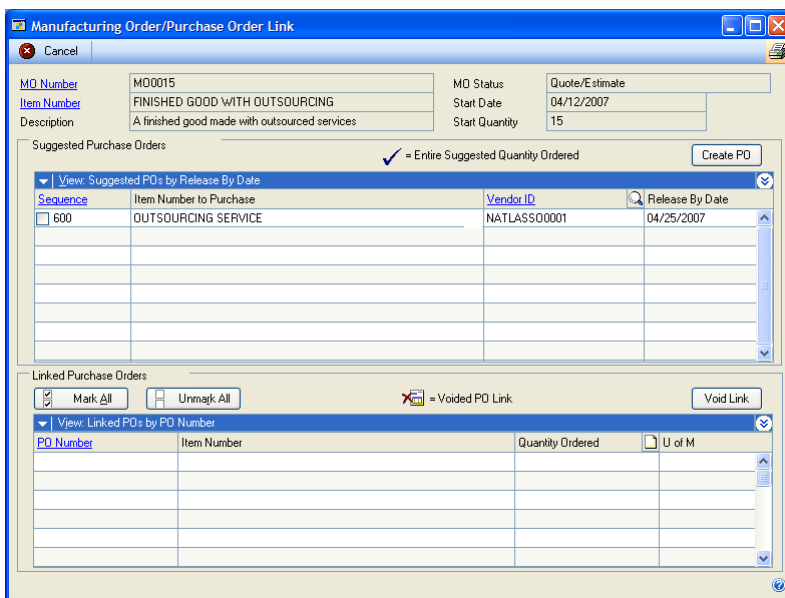 Manufacturing Order/Purchase Order Link
Cancel
MO Number MO0015 MO Status Quote/Estimate
Item Number FINISHED GOOD WITH OUTSOURCING Start Date 04/12/2007
Description A finished good made with outsourced services Start Quantity 15
Suggested Purchase Orders
= Entire Suggested Quantity Ordered Create PO
View: Suggested POs by Release By Date
Sequence Item Number to Purchase Vendor ID Release By Date
600 OUTSOURCING SERVICE NATLASSO0001 04/25/2007
Linked Purchase Orders
Mark All Unmark All = Voided PO Link Void Link
View: Linked POs by PO Number
PO Number Item Number Quantity Ordered U of M